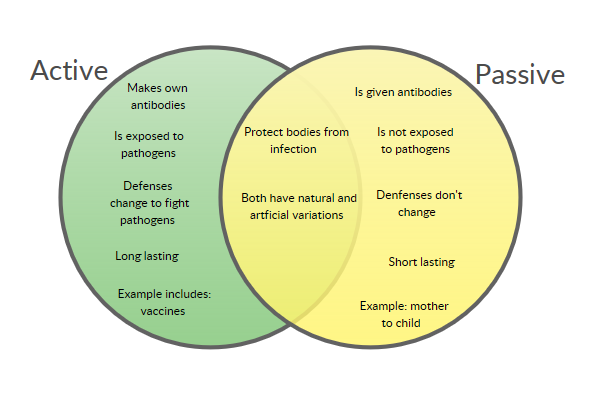 Active
Makes own
antibodies
Is exposed to
pathogens
Defenses
change to fight
pathogens
Long lasting
Example includes:
vaccines
Protect bodies from
infection
Both have natural and
artficial variations
Passive
Is given antibodies
Is not exposed
to pathogens
Denfenses don't
change
Short lasting
Example: mother
to child